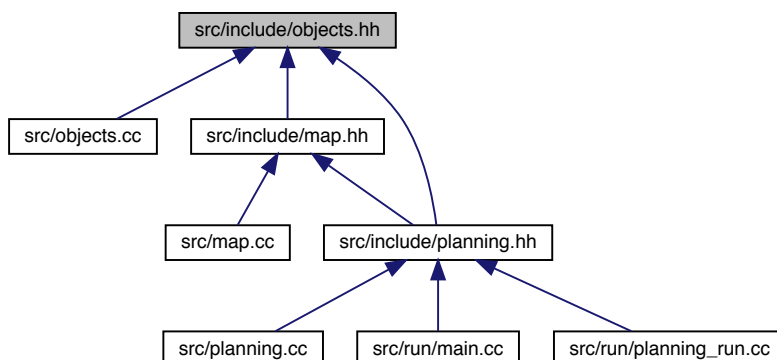 src/include/objects.hh
src/objects.cc
src/include/map.hh
src/map.cc
src/include/planning.hh
src/planning.cc
src/run/main.cc
src/run/planning_run.cc